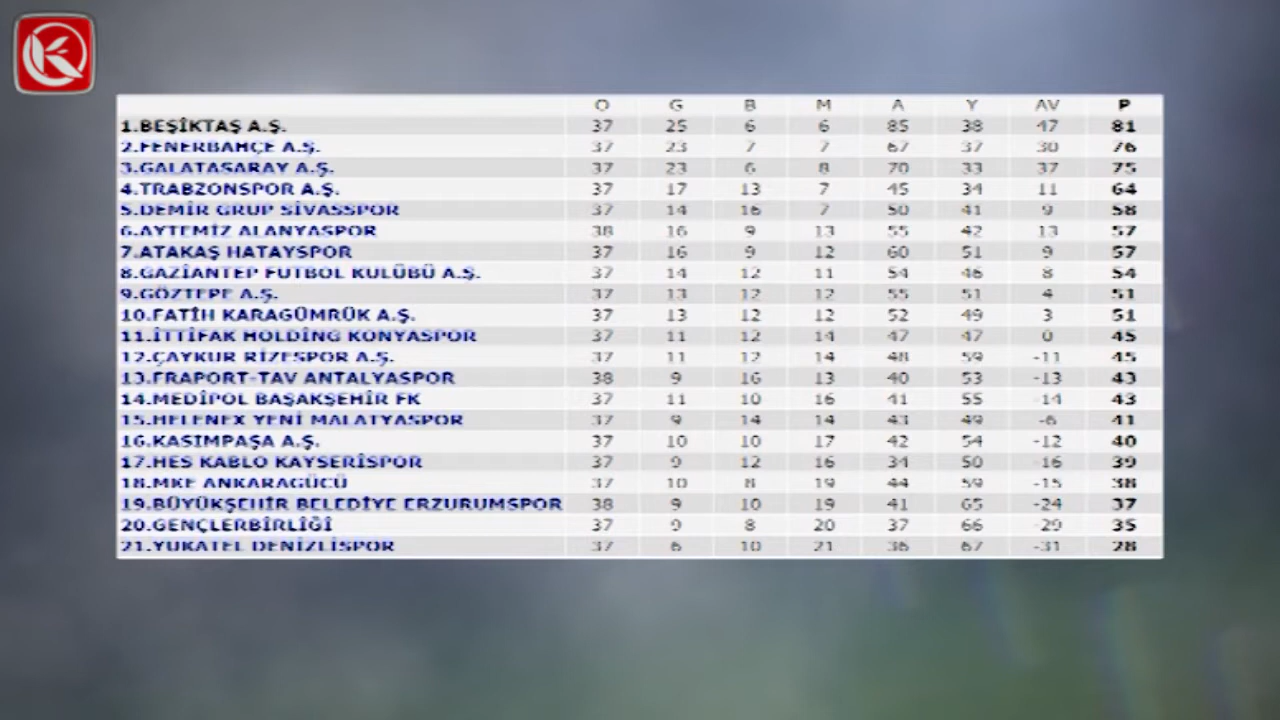 O G B M A Y AV P
1.BEŞİKTAŞ A.Ş. 37 25 6 6 85 38 47 81
2.FENERBAHÇE A.Ş. 37 23 7 7 67 37 30 76
3.GALATASARAY A.Ş. 37 23 6 8 70 33 37 75
4.TRABZONSPOR A.Ş. 37 17 13 7 45 34 11 64
5.DEMİR GRUP SİVASSPOR 37 14 16 7 50 41 9 58
6.AYTEMİZ ALANYASPOR 38 16 9 13 55 42 13 57
7.ATAKAŞ HATAYSPOR 37 16 9 12 60 51 9 57
8.GAZİANTEP FUTBOL KULÜBÜ A.Ş. 37 14 12 11 54 46 8 54
9.GÖZTEPE A.Ş. 37 13 12 12 55 51 4 51
10.FATİH KARAGÜMRÜK A.Ş. 37 13 12 12 52 49 3 51
11.İTTİFAK HOLDİNG KONYASPOR 37 11 12 14 47 47 0 45
12.ÇAYKUR RİZESPOR A.Ş. 37 11 12 14 48 59 -11 45
13.FRAPORT-TAV ANTALYASPOR 38 9 16 13 40 53 -13 43
14.MEDİPOL BAŞAKŞEHİR FK 37 11 10 16 41 55 -14 43
15.HELENEX YENİ MALATYASPOR 37 9 14 14 43 49 -6 41
16.KASIMPAŞA A.Ş. 37 10 10 17 42 54 -12 40
17.HES KABLO KAYSERİSPOR 37 9 12 16 34 50 -16 39
18.MKE ANKARAGÜCÜ 37 10 8 19 44 59 -15 38
19.BÜYÜKŞEHİR BELEDİYE ERZURUMSPOR 38 9 10 19 41 65 -24 37
20.GENÇLERBİRLİĞİ 37 9 8 20 37 66 -29 35
21.YUKATEL DENİZLİSPOR 37 6 10 21 36 67 -31 28